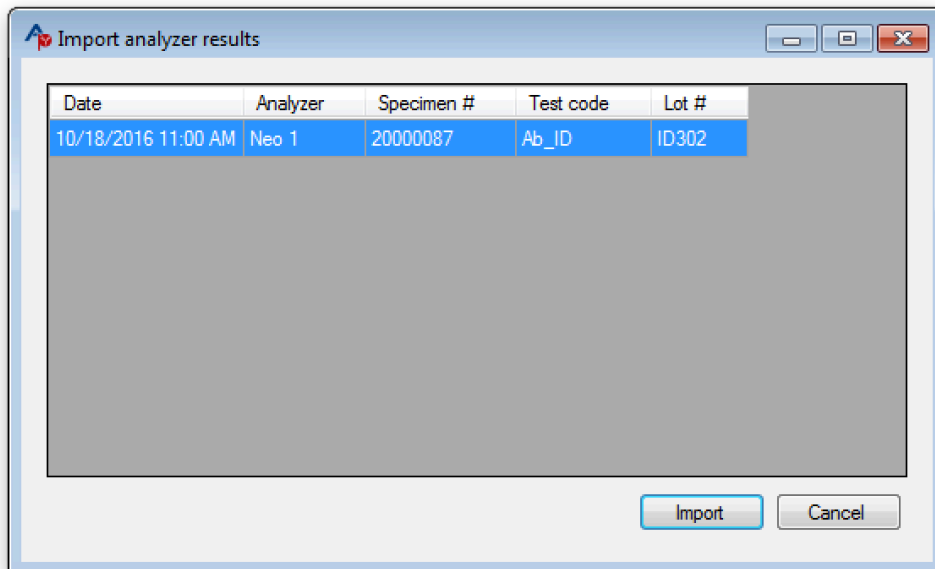 Import analyzer results
Date Analyzer Specimen # Test code Lot #
10/18/2016 11:00 AM Neo 1 20000087 Ab_ID ID302
Import Cancel